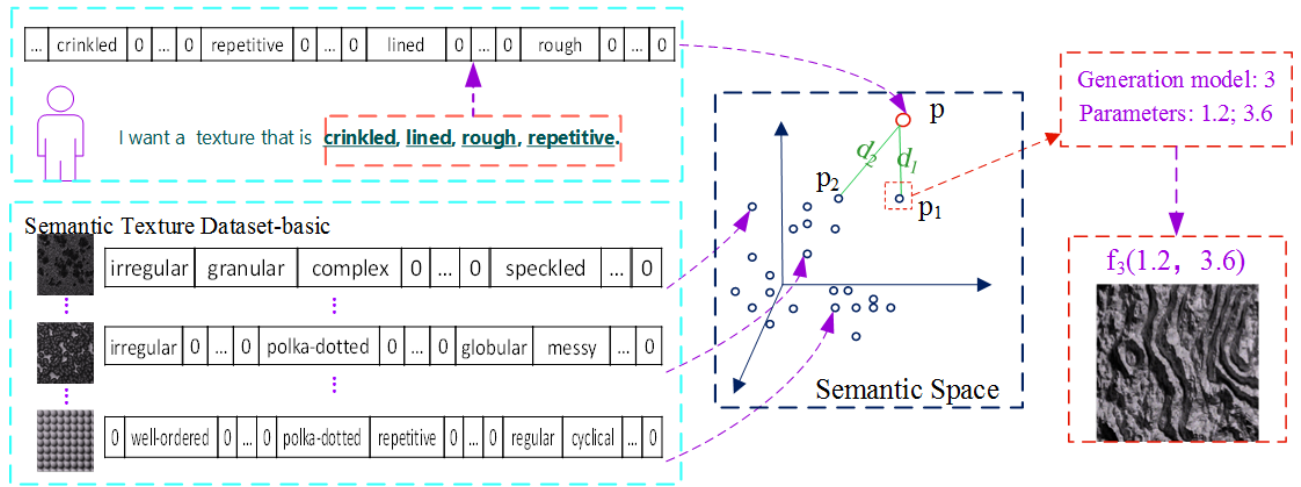 ... crinkled 0 ... 0 repetitive 0 ... 0 lined 0 ... 0 rough 0 ... 0
I want a texture that is crinkled, lined, rough, repetitive.
Semantic Texture Dataset-basic
irregular granular complex 0 ... 0 speckled ... 0
irregular 0 ... 0 polka-dotted 0 ... 0 globular messy ... 0
0 well-ordered 0 ... 0 polka-dotted repetitive 0 ... 0 regular cyclical ... 0
p
d2
d1
p2
p1
Semantic Space
Generation model: 3
Parameters: 1.2; 3.6
f3(1.2, 3.6)